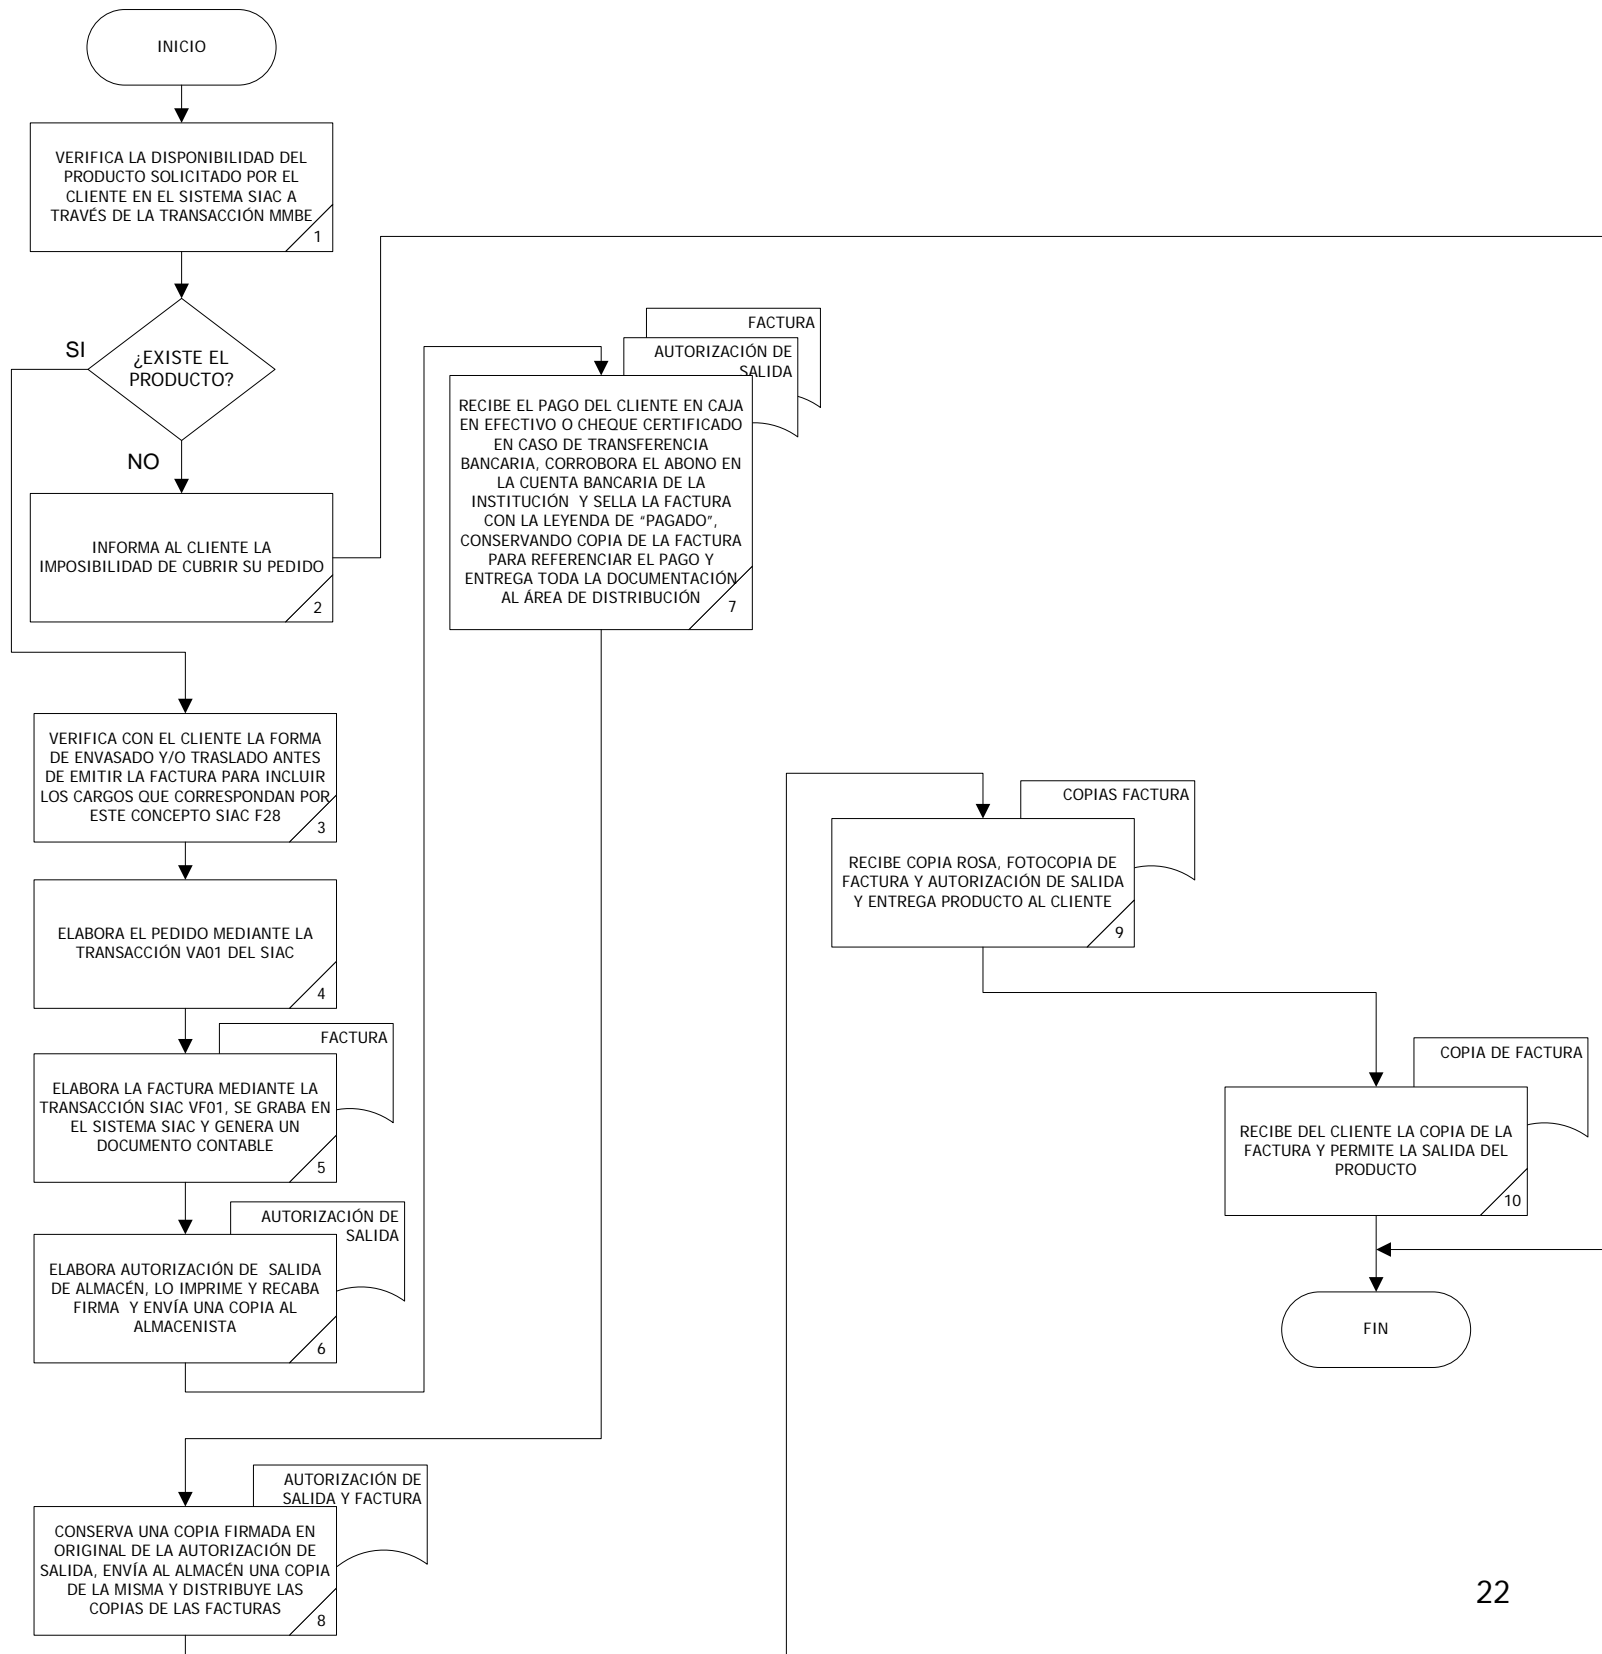 INICIO
VERIFICA LA DISPONIBILIDAD DEL
PRODUCTO SOLICITADO POR EL
CLIENTE EN EL SISTEMA SIAC A
TRAVÉS DE LA TRANSACCIÓN MMBE
1
¿EXISTE EL
PRODUCTO?
SI
NO
INFORMA AL CLIENTE LA
IMPOSIBILIDAD DE CUBRIR SU PEDIDO
2
VERIFICA CON EL CLIENTE LA FORMA
DE ENVASADO Y/O TRASLADO ANTES
DE EMITIR LA FACTURA PARA INCLUIR
LOS CARGOS QUE CORRESPONDAN POR
ESTE CONCEPTO SIAC F28
3
ELABORA EL PEDIDO MEDIANTE LA
TRANSACCIÓN VA01 DEL SIAC
4
FACTURA
ELABORA LA FACTURA MEDIANTE LA
TRANSACCIÓN SIAC VF01, SE GRABA EN
EL SISTEMA SIAC Y GENERA UN
DOCUMENTO CONTABLE
5
AUTORIZACIÓN DE
SALIDA
ELABORA AUTORIZACIÓN DE SALIDA
DE ALMACÉN, LO IMPRIME Y RECABA
FIRMA Y ENVÍA UNA COPIA AL
ALMACENISTA
6
FACTURA
AUTORIZACIÓN DE
SALIDA
RECIBE EL PAGO DEL CLIENTE EN CAJA
EN EFECTIVO O CHEQUE CERTIFICADO
EN CASO DE TRANSFERENCIA
BANCARIA, CORROBORA EL ABONO EN
LA CUENTA BANCARIA DE LA
INSTITUCIÓN Y SELLA LA FACTURA
CON LA LEYENDA DE “PAGADO”,
CONSERVANDO COPIA DE LA FACTURA
PARA REFERENCIAR EL PAGO Y
ENTREGA TODA LA DOCUMENTACIÓN
AL ÁREA DE DISTRIBUCIÓN
7
AUTORIZACIÓN DE
SALIDA Y FACTURA
CONSERVA UNA COPIA FIRMADA EN
ORIGINAL DE LA AUTORIZACIÓN DE
SALIDA, ENVÍA AL ALMACÉN UNA COPIA
DE LA MISMA Y DISTRIBUYE LAS
COPIAS DE LAS FACTURAS
8
COPIAS FACTURA
RECIBE COPIA ROSA, FOTOCOPIA DE
FACTURA Y AUTORIZACIÓN DE SALIDA
Y ENTREGA PRODUCTO AL CLIENTE
9
COPIA DE FACTURA
RECIBE DEL CLIENTE LA COPIA DE LA
FACTURA Y PERMITE LA SALIDA DEL
PRODUCTO
10
FIN
22